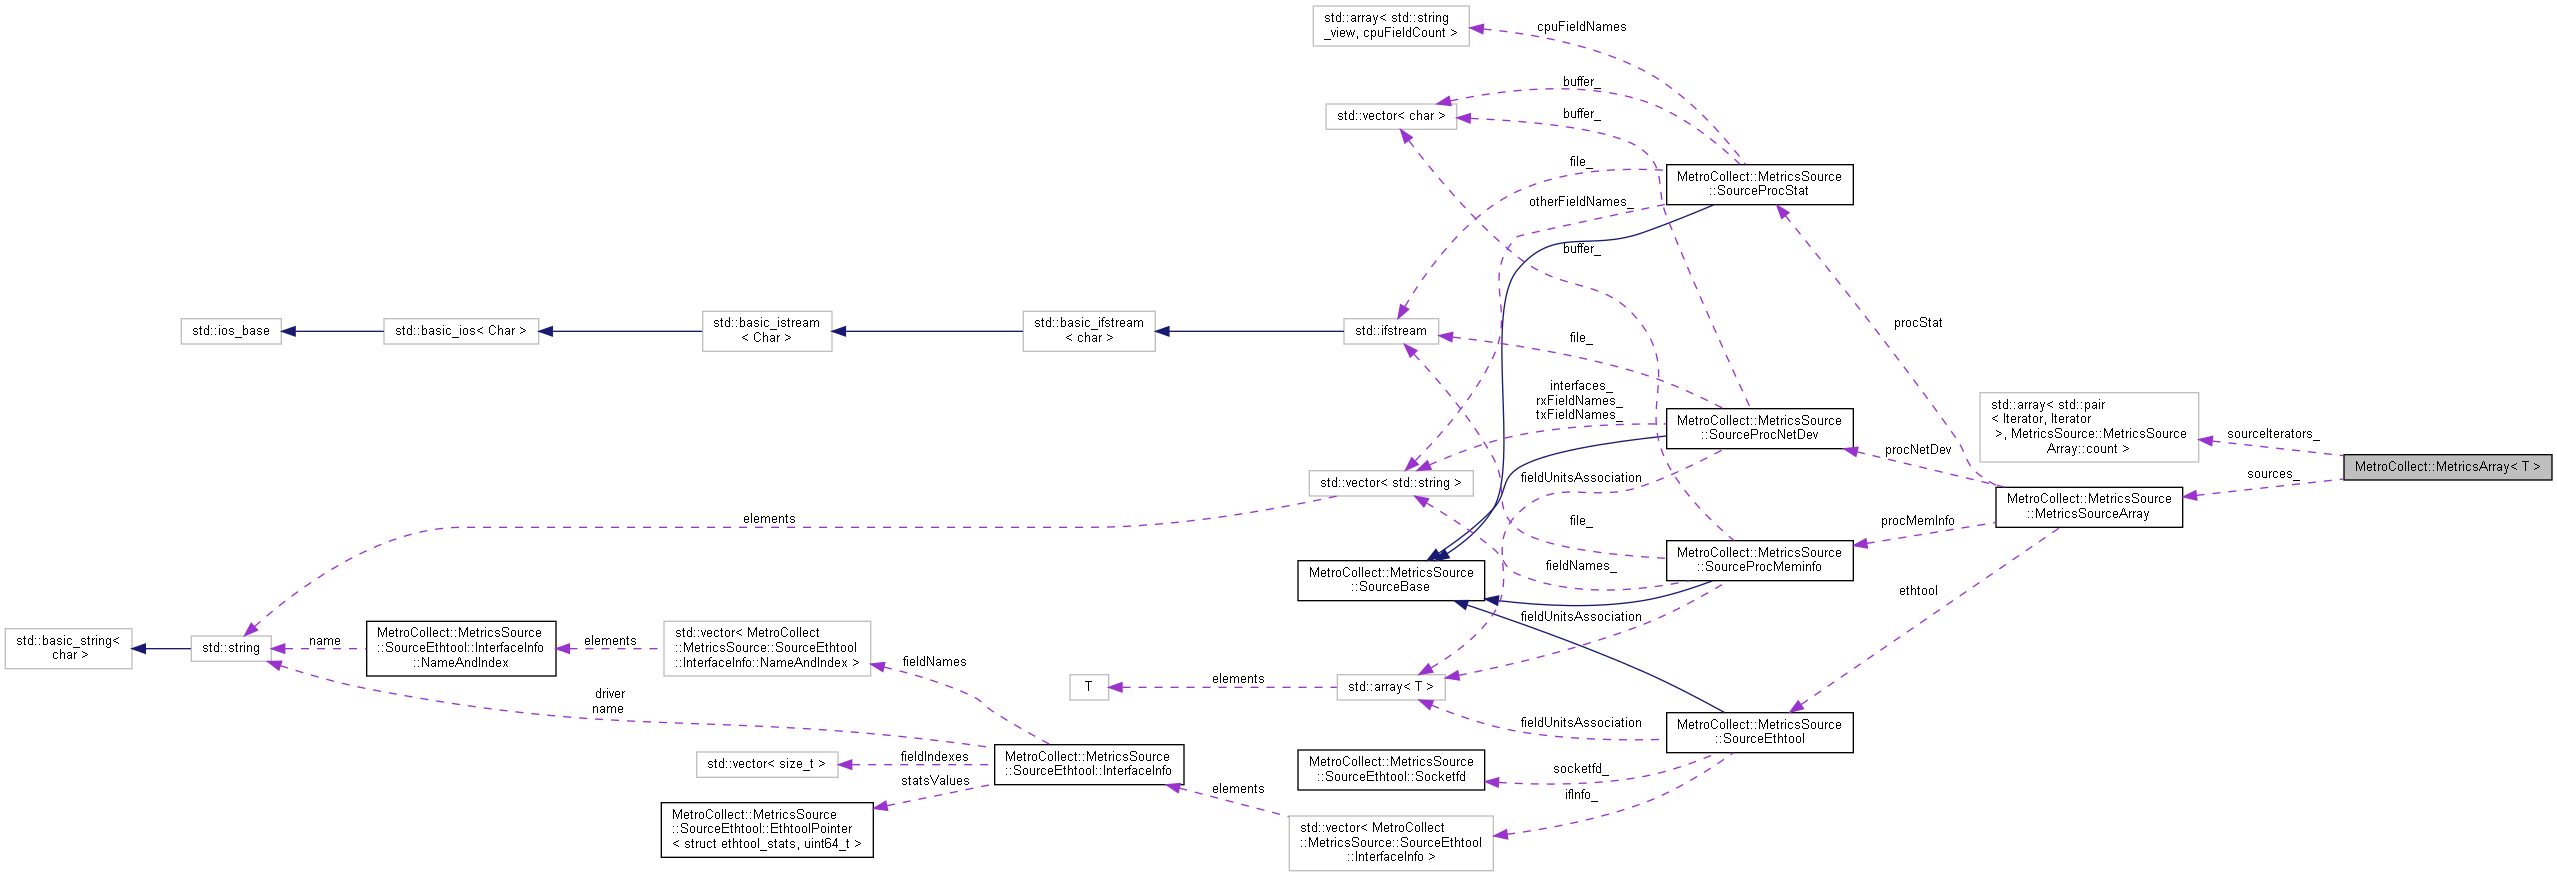 std::array< std::string
_view, cpuFieldCount >
cpuFieldNames
buffer_
std::vector< char >
buffer_
file_
MetroCollect::MetricsSource
::SourceProcStat
otherFieldNames_
buffer_
std::ios_base
std::basic_ios< Char >
std::basic_istream
< Char >
std::basic_ifstream
< char >
std::ifstream
file_
procStat
interfaces_
rxFieldNames_
txFieldNames_
MetroCollect::MetricsSource
::SourceProcNetDev
procNetDev
std::array< std::pair
< Iterator, Iterator
>, MetricsSource::MetricsSource
Array::count >
sourceIterators_
MetroCollect::MetricsArray< T >
sources_
MetroCollect::MetricsSource
::MetricsSourceArray
std::vector< std::string >
fieldUnitsAssociation
elements
file_
procMemInfo
MetroCollect::MetricsSource
::SourceProcMeminfo
MetroCollect::MetricsSource
::SourceBase
fieldNames_
ethtool
fieldUnitsAssociation
std::basic_string<
char >
std::string
name
MetroCollect::MetricsSource
::SourceEthtool::InterfaceInfo
::NameAndIndex
elements
std::vector< MetroCollect
::MetricsSource::SourceEthtool
::InterfaceInfo::NameAndIndex >
fieldNames
driver
name
T
elements
std::array< T >
fieldUnitsAssociation
MetroCollect::MetricsSource
::SourceEthtool
std::vector< size_t >
fieldIndexes
statsValues
MetroCollect::MetricsSource
::SourceEthtool::InterfaceInfo
MetroCollect::MetricsSource
::SourceEthtool::Socketfd
socketfd_
ifInfo_
elements
MetroCollect::MetricsSource
::SourceEthtool::EthtoolPointer
< struct ethtool_stats, uint64_t >
std::vector< MetroCollect
::MetricsSource::SourceEthtool
::InterfaceInfo >